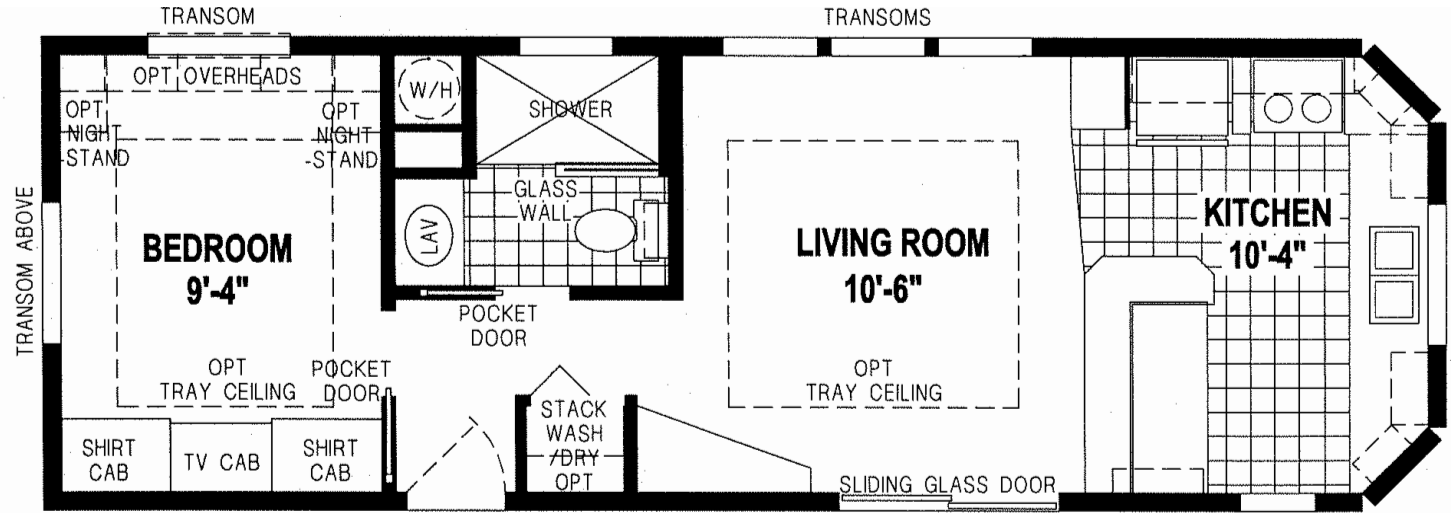 TRANSOM
TRANSOMS
OPT OVERHEADS
OPT
NIGHT
-STAND
OPT
NIGHT
-STAND
W/H
SHOWER
GLASS
WALL
LAV
TRANSOM ABOVE
BEDROOM
9'-4"
LIVING ROOM
10'-6"
KITCHEN
10'-4"
POCKET
DOOR
OPT
TRAY CEILING
POCKET
DOOR
OPT
TRAY CEILING
SHIRT
CAB
TV CAB
SHIRT
CAB
STACK
WASH
/DRY
OPT
SLIDING GLASS DOOR